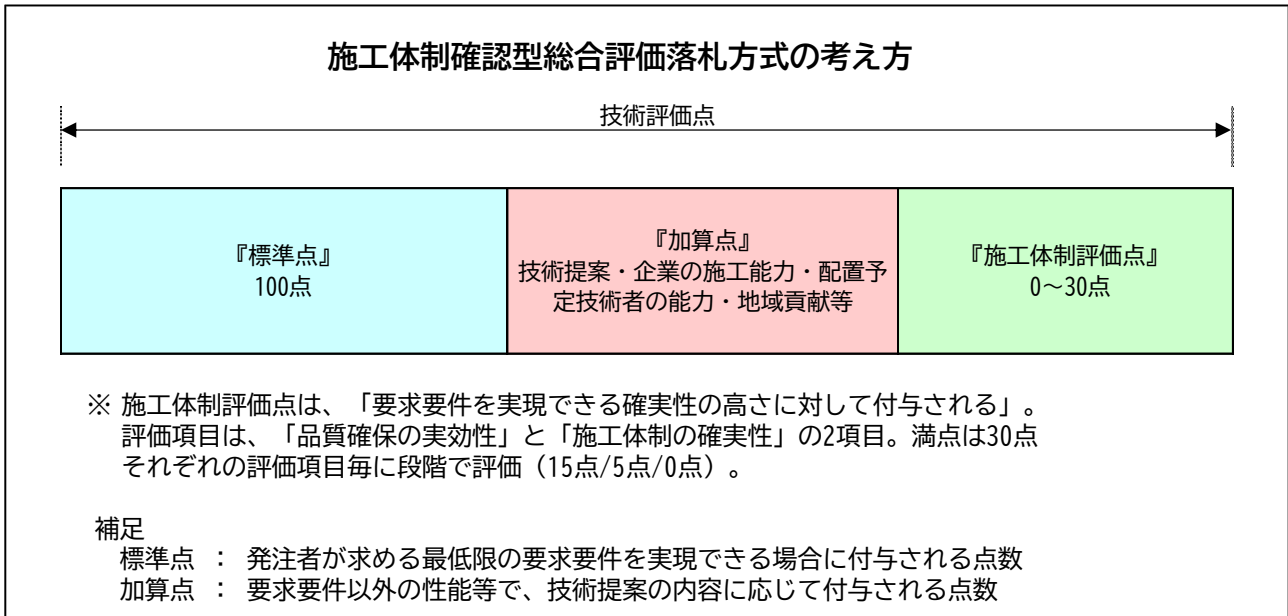 施工体制確認型総合評価落札方式の考え方
技術評価点
『標準点』
100点
『加算点』
技術提案・企業の施工能力・配置予
定技術者の能力・地域貢献等
『施工体制評価点』
0～30点
※ 施工体制評価点は、「要求要件を実現できる確実性の高さに対して付与される」。
評価項目は、「品質確保の実効性」と「施工体制の確実性」の2項目。満点は30点
それぞれの評価項目毎に段階で評価（15点/5点/0点）。
補足
標準点 ： 発注者が求める最低限の要求要件を実現できる場合に付与される点数
加算点 ： 要求要件以外の性能等で、技術提案の内容に応じて付与される点数